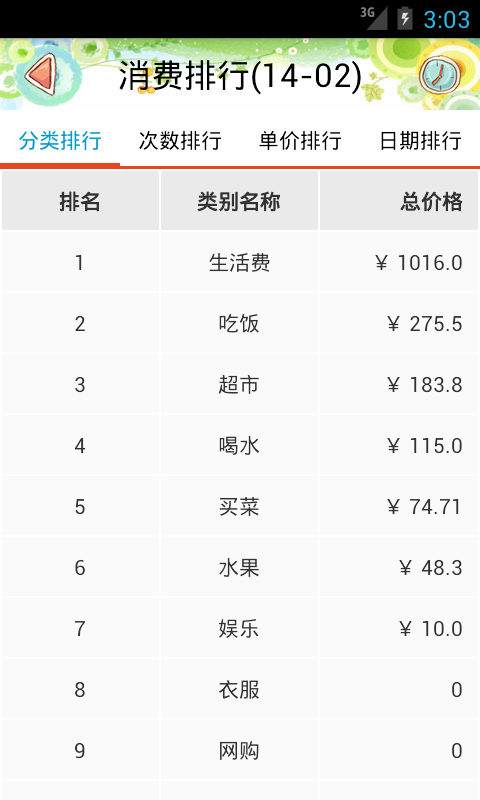 3G 3:03
消费排行(14-02)
分类排行 次数排行 单价排行 日期排行
排名 类别名称 总价格
1 生活费 ¥ 1016.0
2 吃饭 ¥ 275.5
3 超市 ¥ 183.8
4 喝水 ¥ 115.0
5 买菜 ¥ 74.71
6 水果 ¥ 48.3
7 娱乐 ¥ 10.0
8 衣服 0
9 网购 0